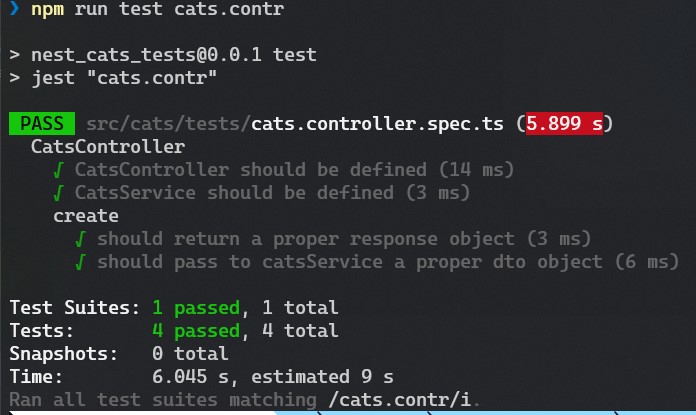 ❯ npm run test cats.contr
> nest_cats_tests@0.0.1 test
> jest "cats.contr"
PASS src/cats/tests/cats.controller.spec.ts (5.899 s)
CatsController
√ CatsController should be defined (14 ms)
√ CatsService should be defined (3 ms)
create
√ should return a proper response object (3 ms)
√ should pass to catsService a proper dto object (6 ms)
Test Suites: 1 passed, 1 total
Tests: 4 passed, 4 total
Snapshots: 0 total
Time: 6.045 s, estimated 9 s
Ran all test suites matching /cats.contr/i.